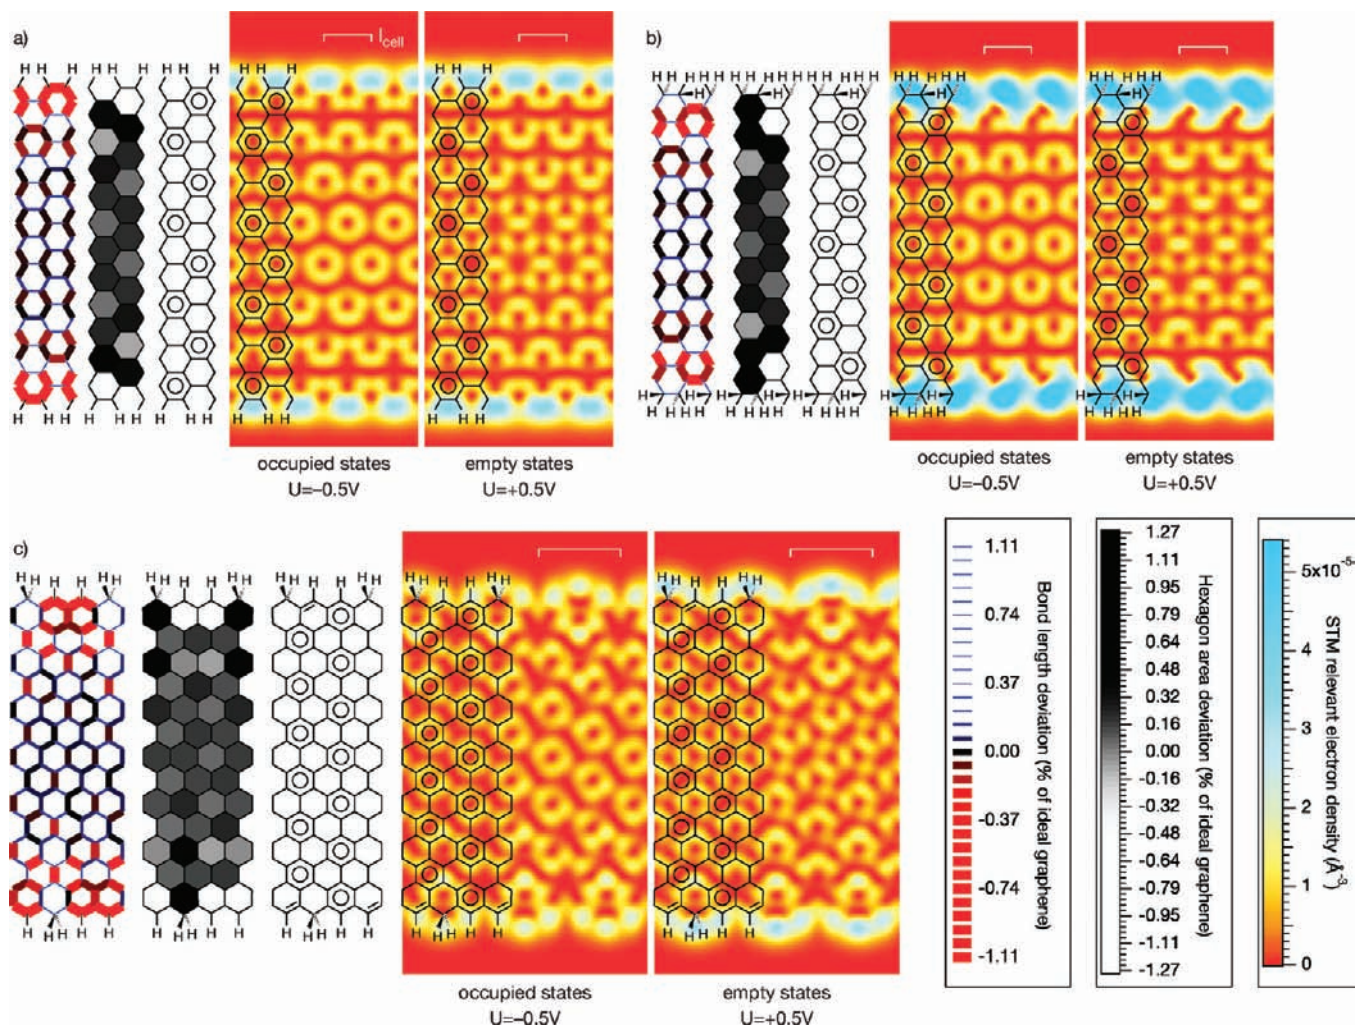 a)
H H H H H H
H H H H
H H H H H H
H H H
H H H
l_cell
occupied states
U=−0.5V
empty states
U=+0.5V
b)
occupied states
U=−0.5V
empty states
U=+0.5V
c)
occupied states
U=−0.5V
empty states
U=+0.5V
1.11
0.74
0.37
0.00
-0.37
-0.74
-1.11
Bond length deviation (% of ideal graphene)
1.27
1.11
0.95
0.79
0.64
0.48
0.32
0.16
0.00
-0.16
-0.32
-0.48
-0.64
-0.79
-0.95
-1.11
-1.27
Hexagon area deviation (% of ideal graphene)
5x10⁻⁵
4
3
2
1
0
STM relevant electron density (Å⁻³)